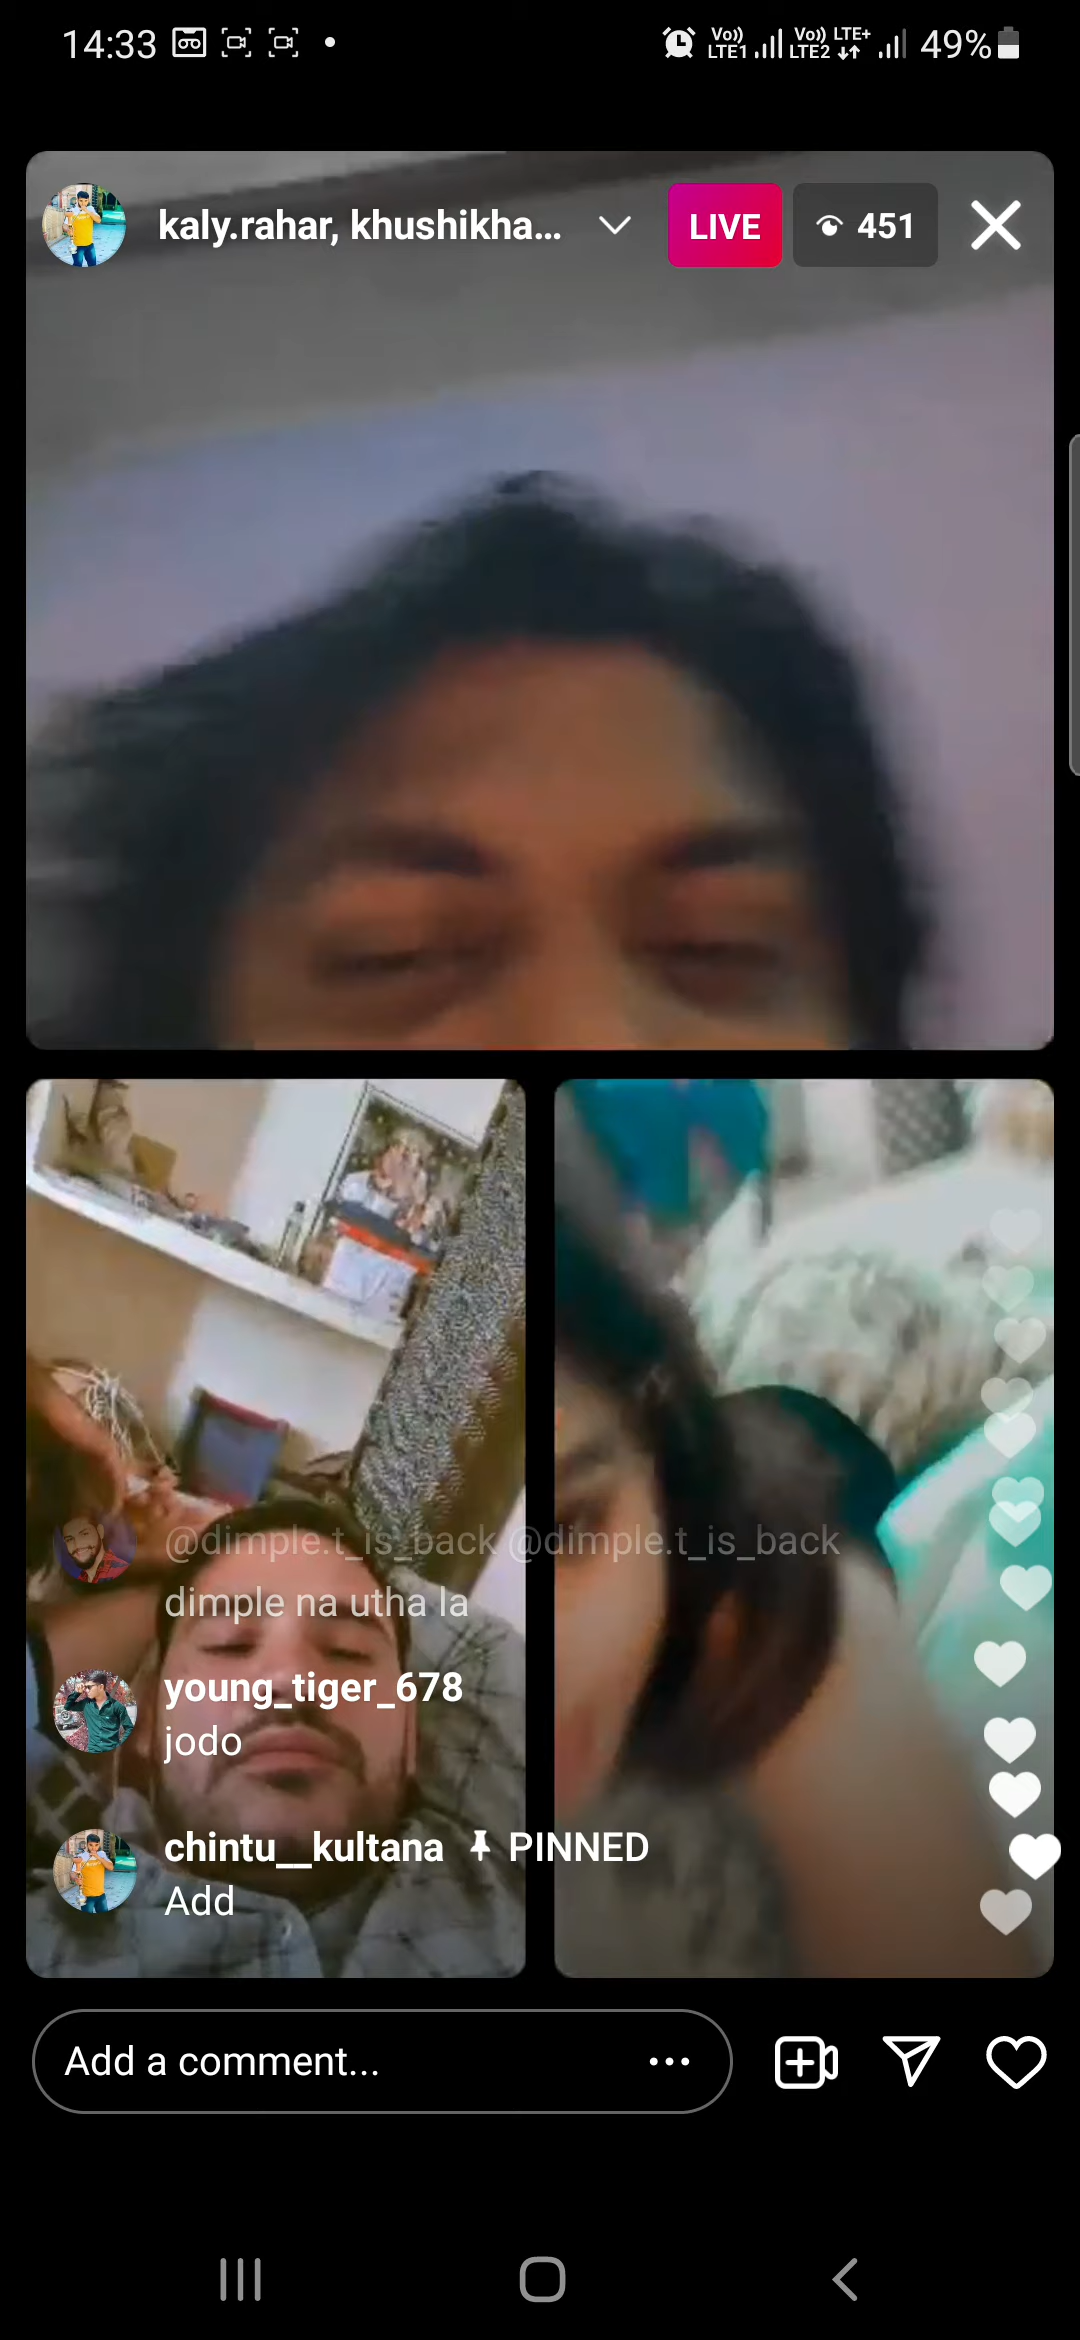 14:33
Vo)) LTE1 Vo)) LTE2 LTE+ 49%
kaly.rahar, khushikha... LIVE 451
@dimple.t_is_back @dimple.t_is_back
dimple na utha la
young_tiger_678
jodo
chintu__kultana PINNED
Add
Add a comment...